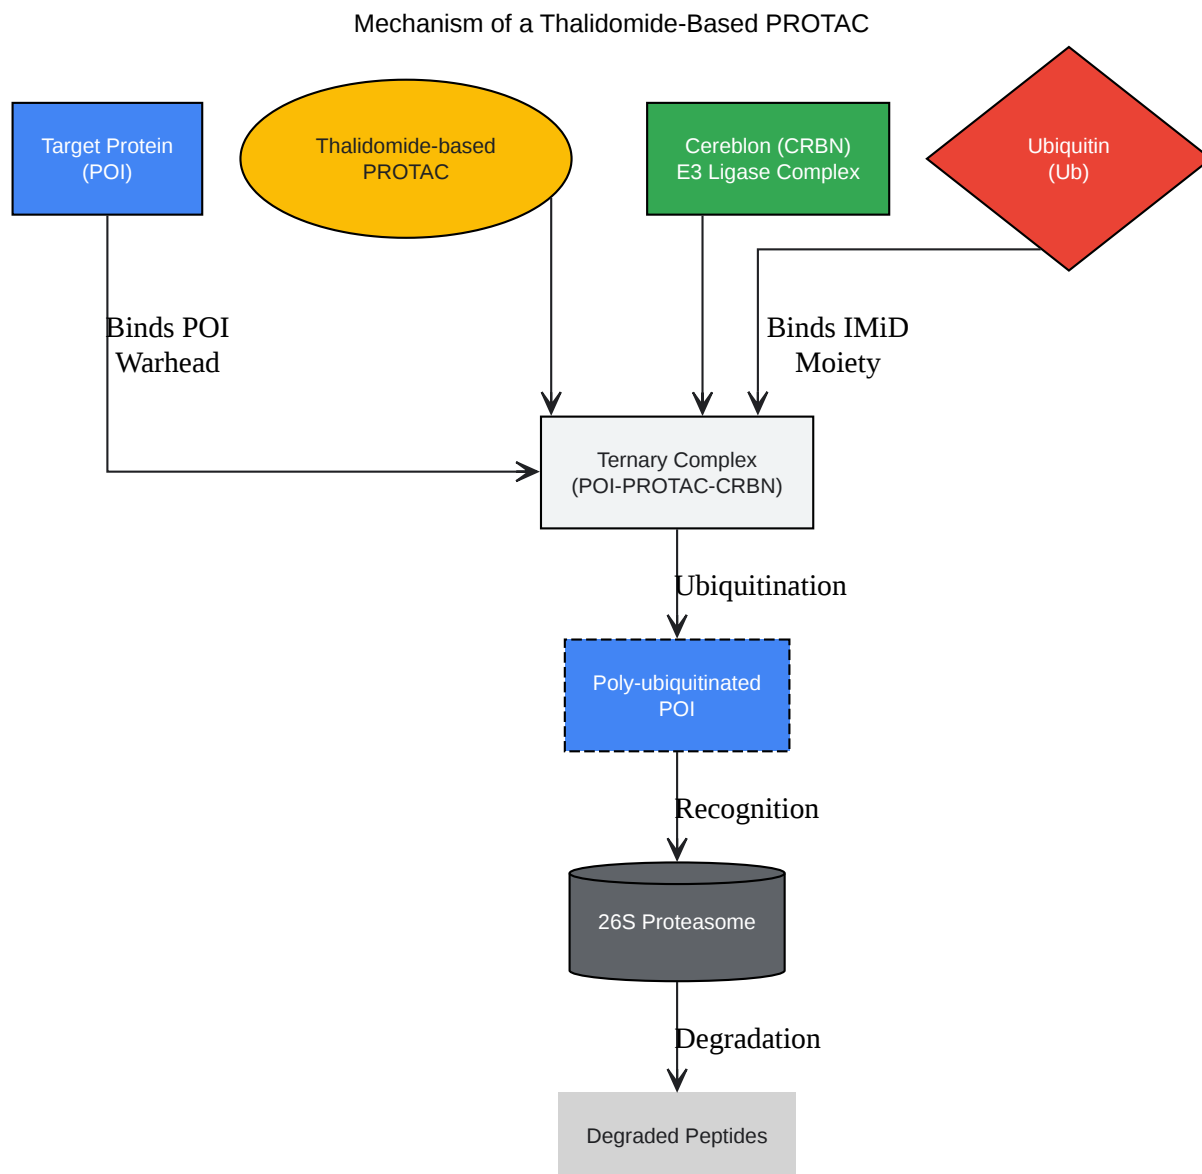 Mechanism of a Thalidomide-Based PROTAC
Target Protein
(POI)
Thalidomide-based
PROTAC
Cereblon (CRBN)
E3 Ligase Complex
Ubiquitin
(Ub)
Binds POI
Warhead
Binds IMiD
Moiety
Ternary Complex
(POI-PROTAC-CRBN)
Ubiquitination
Poly-ubiquitinated
POI
Recognition
26S Proteasome
Degradation
Degraded Peptides